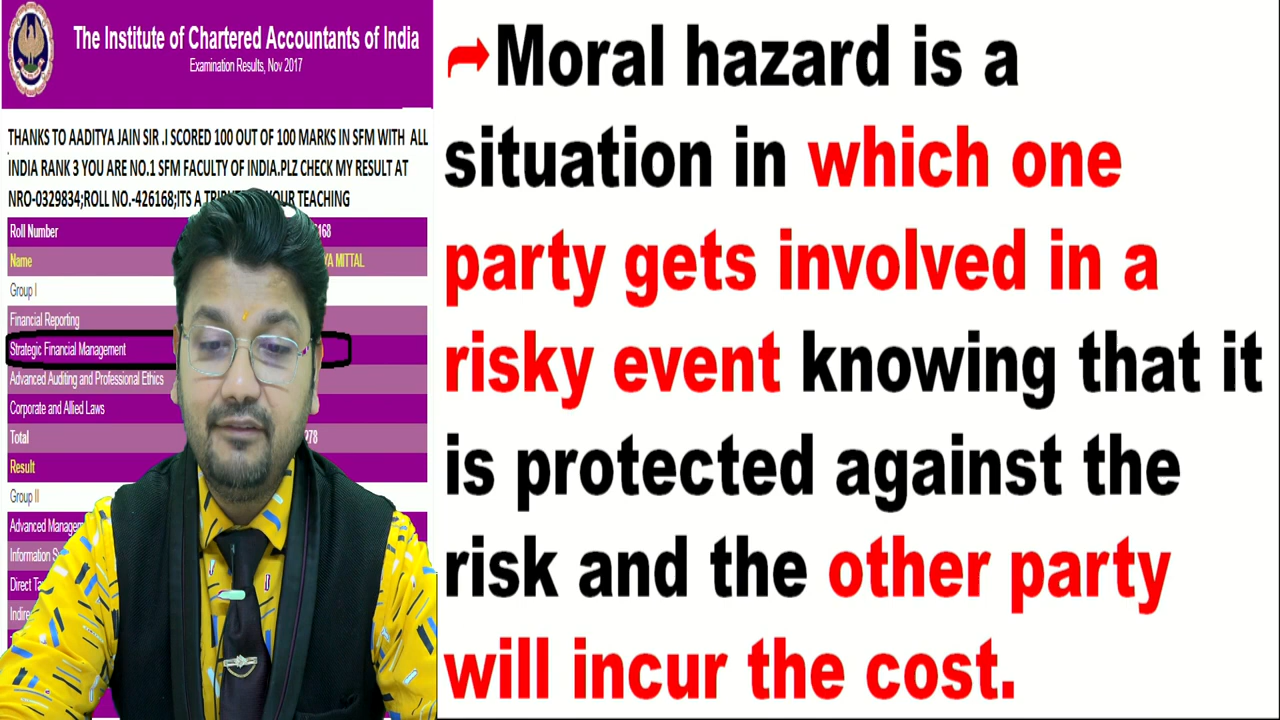 The Institute of Chartered Accountants of India
Examination Results, Nov 2017
THANKS TO AADITYA JAIN SIR .I SCORED 100 OUT OF 100 MARKS IN SFM WITH ALL
INDIA RANK 3 YOU ARE NO.1 SFM FACULTY OF INDIA.PLZ CHECK MY RESULT AT
NRO-0329834;ROLL NO.-426168;ITS A YOUR TEACHING
Roll Number
Name MITTAL
Group I
Financial Reporting
Strategic Financial Management
Advanced Auditing and Professional Ethics
Corporate and Allied Laws
Total 278
Result
Group II
Advanced
Information
Direct
Moral hazard is a
situation in which one
party gets involved in a
risky event knowing that it
is protected against the
risk and the other party
will incur the cost.